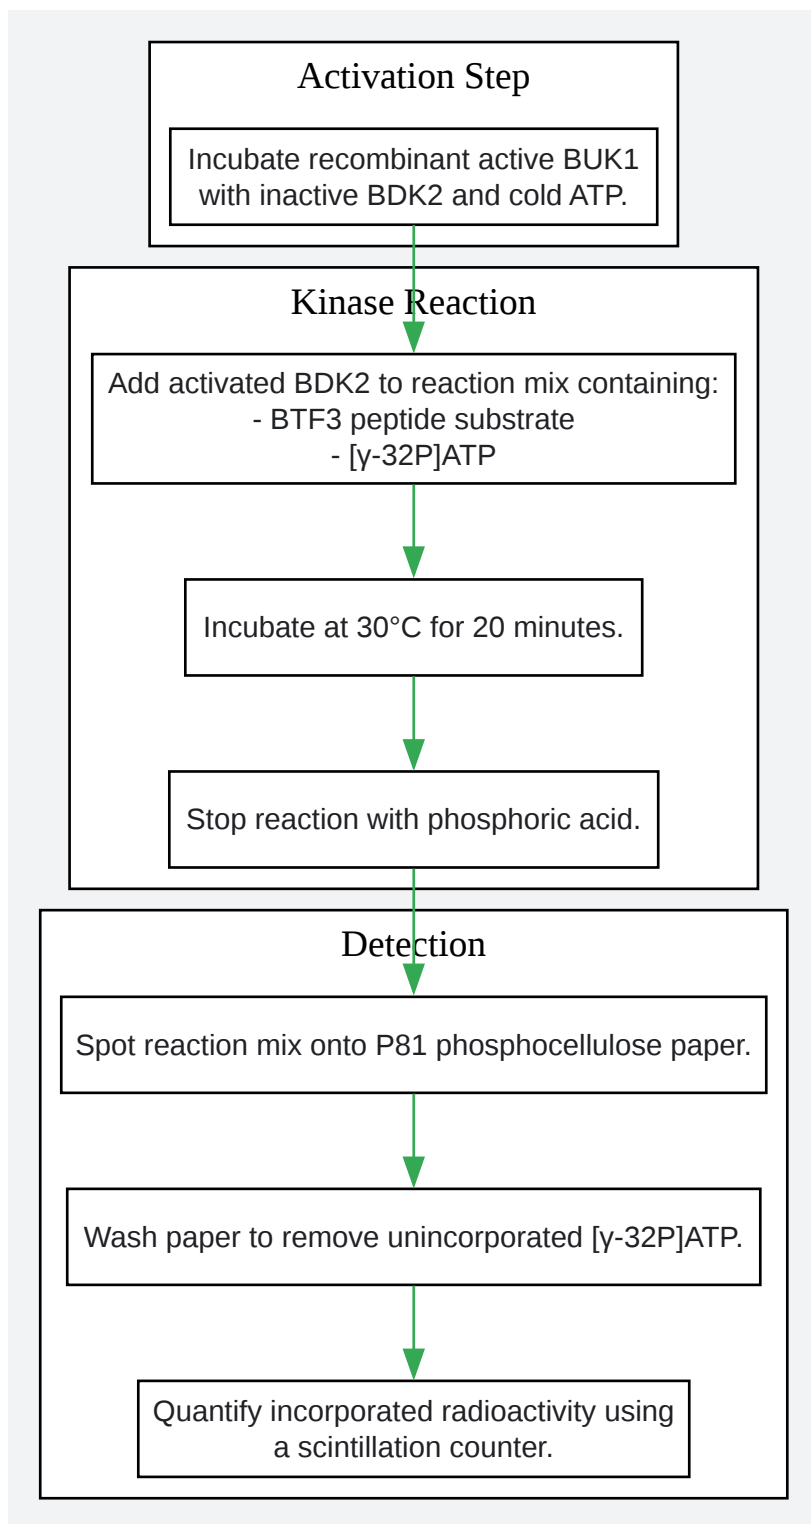 Activation Step
Incubate recombinant active BUK1
with inactive BDK2 and cold ATP.
Kinase Reaction
Add activated BDK2 to reaction mix containing:
- BTF3 peptide substrate
- [γ-32P]ATP
Incubate at 30°C for 20 minutes.
Stop reaction with phosphoric acid.
Detection
Spot reaction mix onto P81 phosphocellulose paper.
Wash paper to remove unincorporated [γ-32P]ATP.
Quantify incorporated radioactivity using
a scintillation counter.